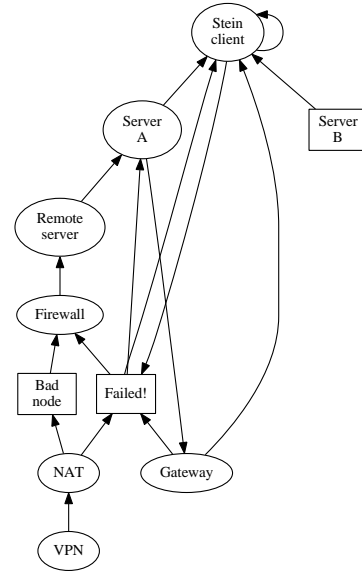 Stein
client
Server
A
Server
B
Remote
server
Firewall
Bad
node
Failed!
NAT
Gateway
VPN